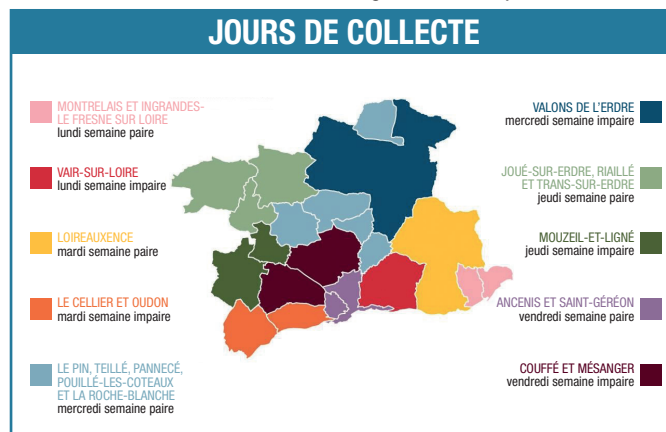 JOURS DE COLLECTE
MONTRELAIS ET INGRANDES-
LE FRESNE SUR LOIRE
lundi semaine paire
VAIR-SUR-LOIRE
lundi semaine impaire
LOIREAUXENCE
mardi semaine paire
LE CELLIER ET OUDON
mardi semaine impaire
LE PIN, TEILLÉ, PANNECÉ,
POUILLÉ-LES-COTEAUX
ET LA ROCHE-BLANCHE
mercredi semaine paire
VALONS DE L'ERDRE
mercredi semaine impaire
JOUÉ-SUR-ERDRE, RIAILLÉ
ET TRANS-SUR-ERDRE
jeudi semaine paire
MOUZEIL-ET-LIGNÉ
jeudi semaine impaire
ANCENIS ET SAINT-GÉRÉON
vendredi semaine paire
COUFFÉ ET MÉSANGER
vendredi semaine impaire